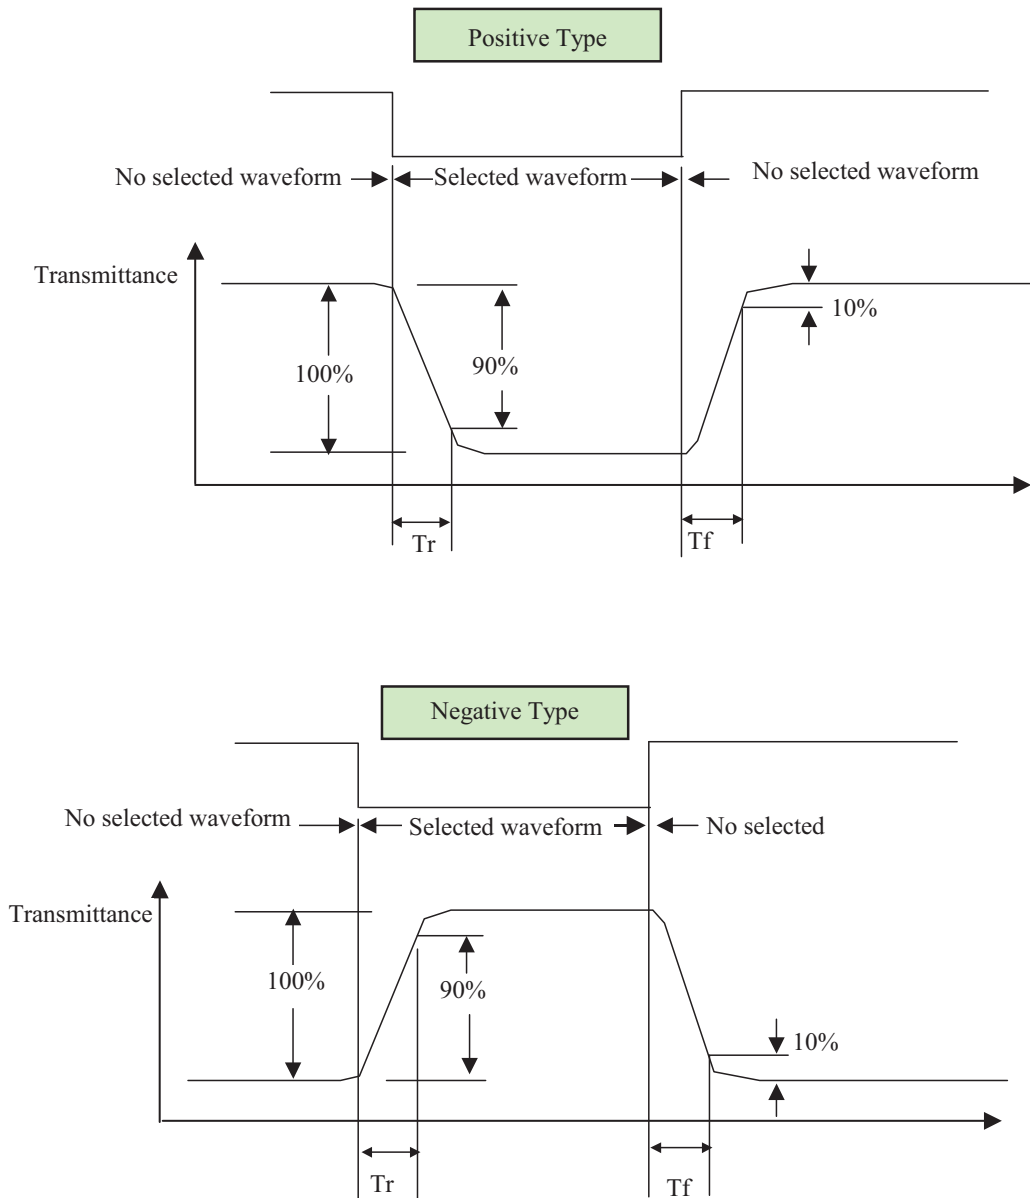 Positive Type
No selected waveform
Selected waveform
No selected waveform
Transmittance
100%
90%
10%
Tr
Tf
Negative Type
No selected waveform
Selected waveform
No selected
Transmittance
100%
90%
10%
Tr
Tf